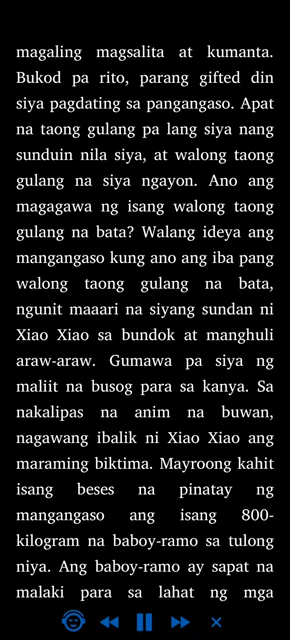 magaling magsalita at kumanta.
Bukod pa rito, parang gifted din
siya pagdating sa pangangaso. Apat
na taong gulang pa lang siya nang
sunduin nila siya, at walong taong
gulang na siya ngayon. Ano ang
magagawa ng isang walong taong
gulang na bata? Walang ideya ang
mangangaso kung ano ang iba pang
walong taong gulang na bata,
ngunit maaari na siyang sundan ni
Xiao Xiao sa bundok at manghuli
araw-araw. Gumawa pa siya ng
maliit na busog para sa kanya. Sa
nakalipas na anim na buwan,
nagawang ibalik ni Xiao Xiao ang
maraming biktima. Mayroong kahit
isang beses na pinatay ng
mangangaso ang isang 800-
kilogram na baboy-ramo sa tulong
niya. Ang baboy-ramo ay sapat na
malaki para sa lahat ng mga